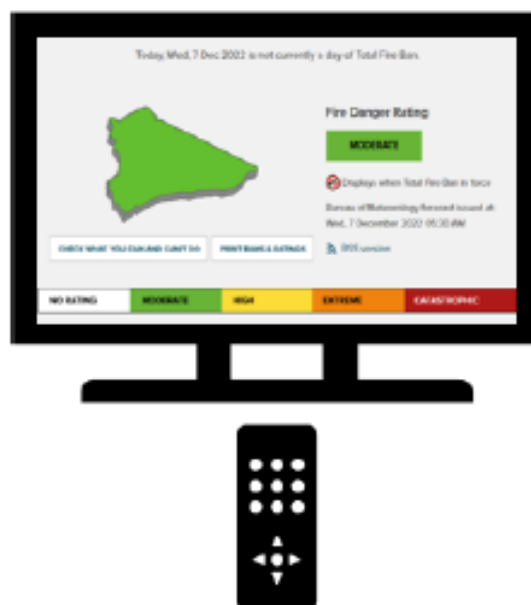 Today, Wed, 7 Dec 2022 is not currently a day of Total Fire Ban.
Fire Danger Rating
MODERATE
Displays when Total Fire Ban in force
Bureau of Meteorology forecast issued at:
Wed, 7 December 2022 05:30 AM
CHECK WHAT YOU CAN AND CAN'T DO
PRINT BANS & RATINGS
RSS version
NO RATING
MODERATE
HIGH
EXTREME
CATASTROPHIC